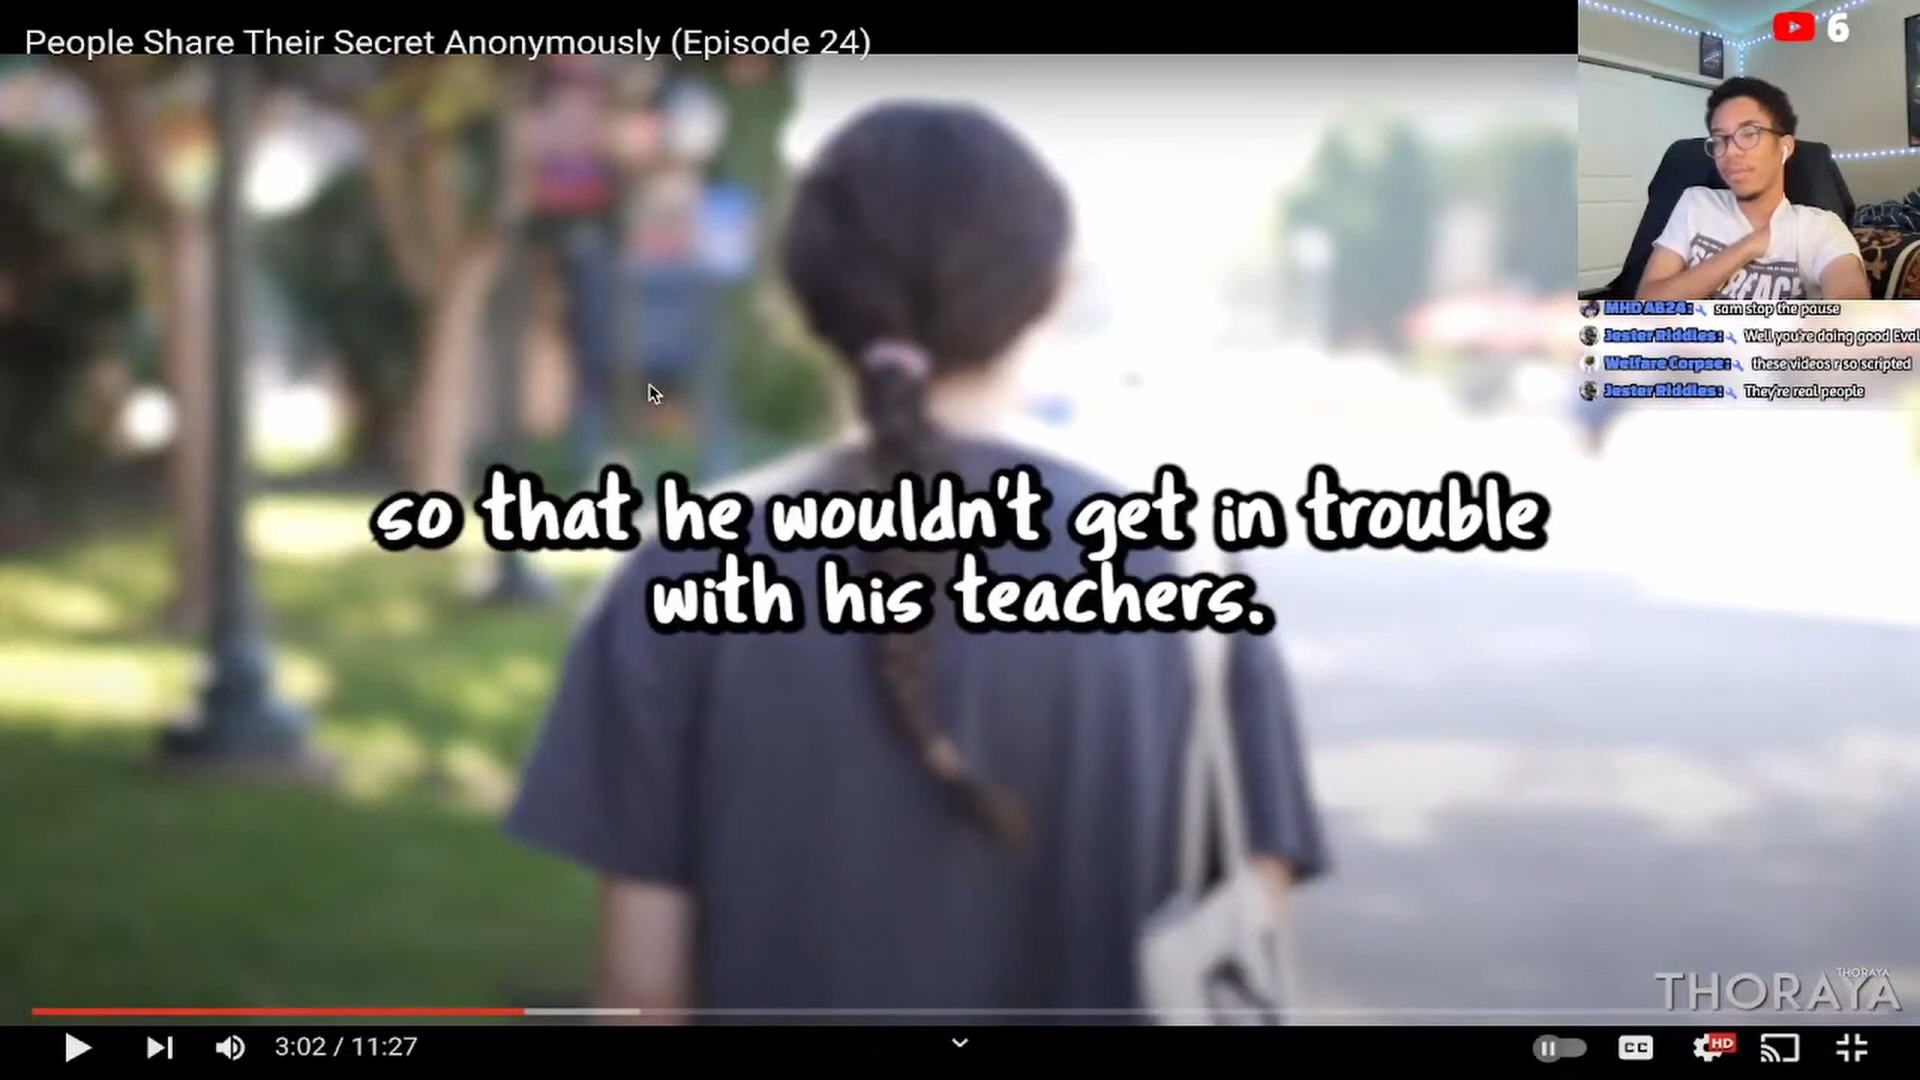 People Share Their Secret Anonymously (Episode 24)
6
MHD AB24: sam stop the pause
Jester Riddles: Well you're doing good Eval
Welfare Corpse: these videos r so scripted
Jester Riddles: They're real people
so that he wouldn't get in trouble
with his teachers.
THORAYA
THORAYA
3:02 / 11:27
CC
HD